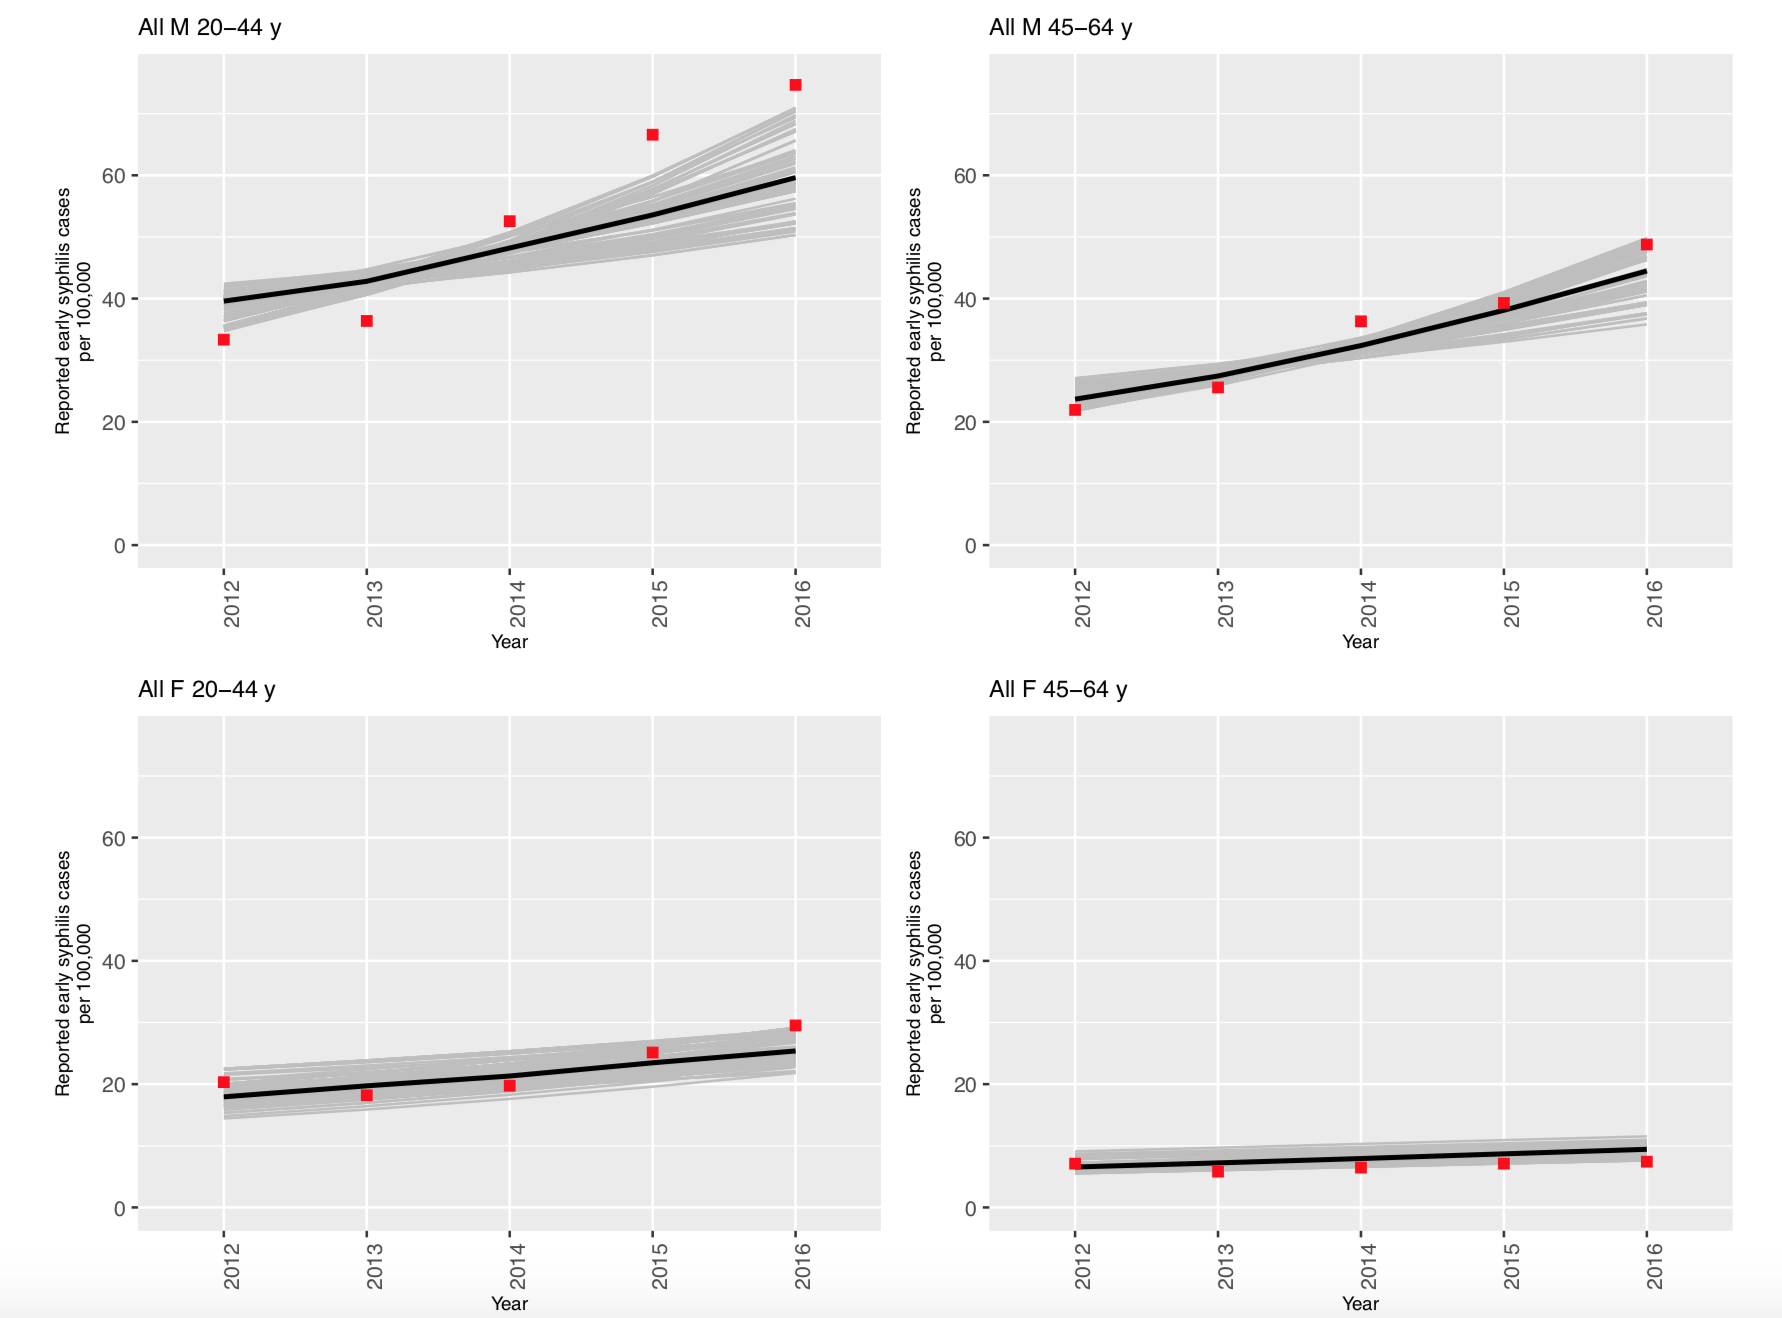 All M 20–44 y
Reported early syphilis cases
per 100,000
60
40
20
0
2012
2013
2014
2015
2016
Year
All M 45–64 y
Reported early syphilis cases
per 100,000
60
40
20
0
2012
2013
2014
2015
2016
Year
All F 20–44 y
Reported early syphilis cases
per 100,000
60
40
20
0
2012
2013
2014
2015
2016
Year
All F 45–64 y
Reported early syphilis cases
per 100,000
60
40
20
0
2012
2013
2014
2015
2016
Year